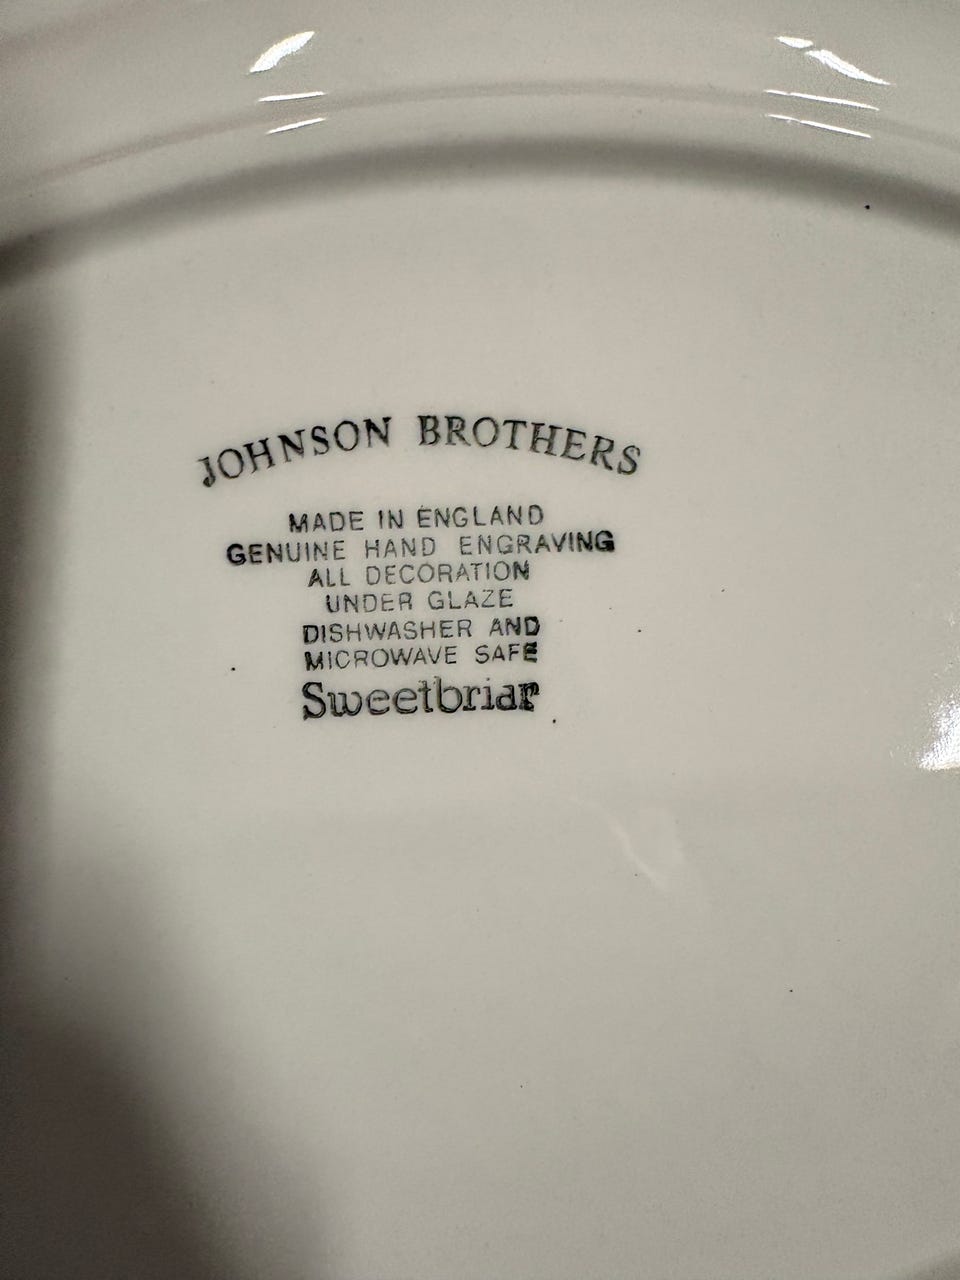 JOHNSON BROTHERS
MADE IN ENGLAND
GENUINE HAND ENGRAVING
ALL DECORATION
UNDER GLAZE
DISHWASHER AND
MICROWAVE SAFE
Sweetbriar